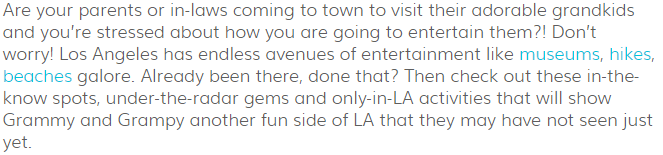 Are your parents or in-laws coming to town to visit their adorable grandkids
and you're stressed about how you are going to entertain them?! Don't
worry! Los Angeles has endless avenues of entertainment like museums, hikes,
beaches galore. Already been there, done that? Then check out these in-the-
know spots, under-the-radar gems and only-in-LA activities that will show
Grammy and Grampy another fun side of LA that they may have not seen just
yet.